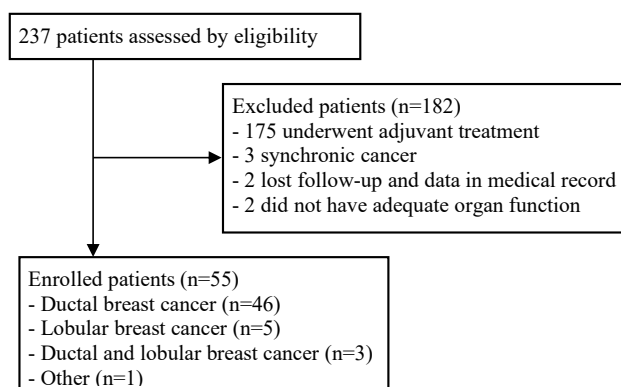 237 patients assessed by eligibility
Excluded patients (n=182)
- 175 underwent adjuvant treatment
- 3 synchronic cancer
- 2 lost follow-up and data in medical record
- 2 did not have adequate organ function
Enrolled patients (n=55)
- Ductal breast cancer (n=46)
- Lobular breast cancer (n=5)
- Ductal and lobular breast cancer (n=3)
- Other (n=1)